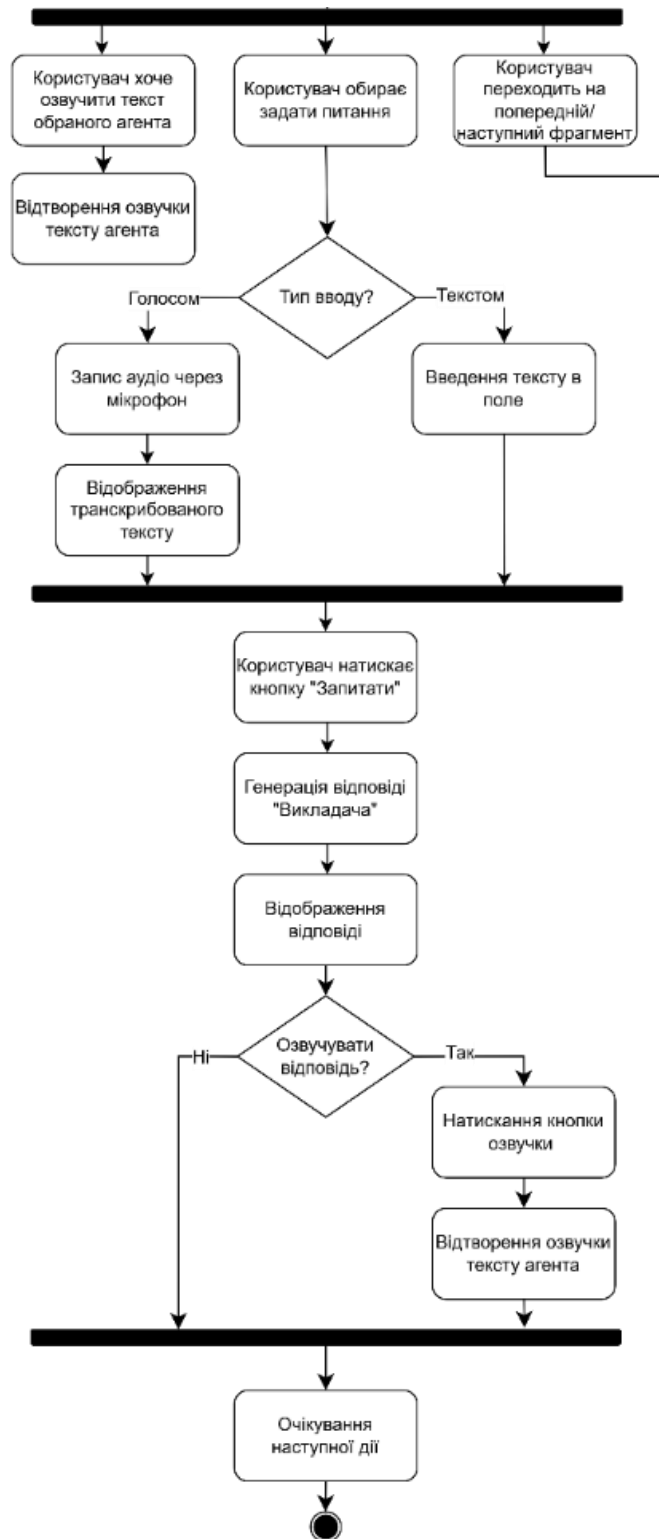 Користувач хоче
озвучити текст
обраного агента
Користувач обирає
задати питання
Користувач
переходить на
попередній/
наступний фрагмент
Відтворення озвучки
тексту агента
Тип вводу?
Голосом
Текстом
Запис аудіо через
мікрофон
Введення тексту в
поле
Відображення
транскрибованого
тексту
Користувач натискає
кнопку "Запитати"
Генерація відповіді
"Викладача"
Відображення
відповіді
Озвучувати
відповідь?
Ні
Так
Натискання кнопки
озвучки
Відтворення озвучки
тексту агента
Очікування
наступної дії